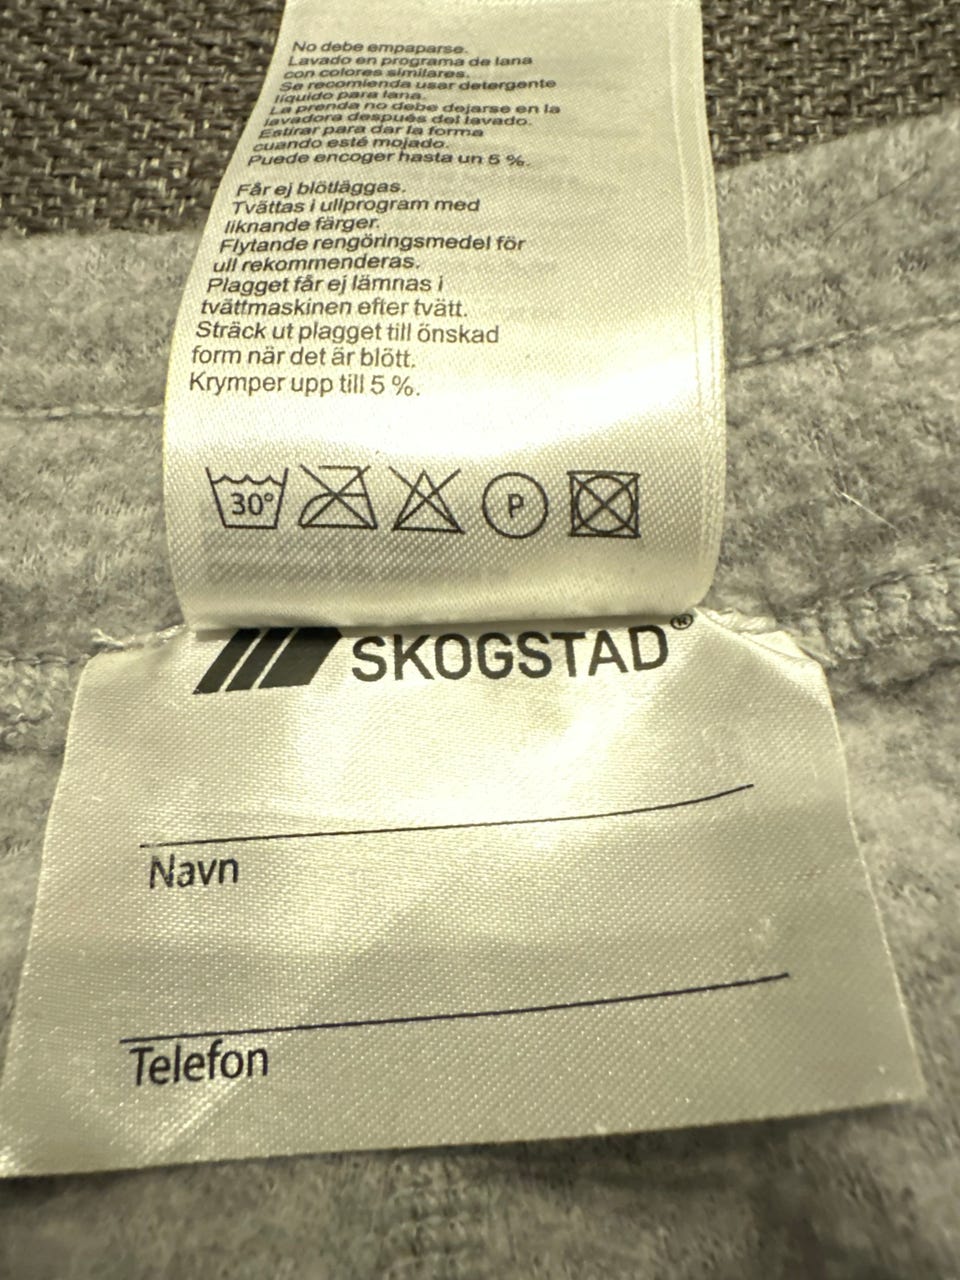 No debe empaparse.
Lavado en programa de lana
con colores similares.
Se recomienda usar detergente
líquido para lana.
La prenda no debe dejarse en la
lavadora después del lavado.
Estirar para dar la forma
cuando esté mojado.
Puede encoger hasta un 5 %.
Får ej blötläggas.
Tvättas i ullprogram med
liknande färger.
Flytande rengöringsmedel för
ull rekommenderas.
Plagget får ej lämnas i
tvättmaskinen efter tvätt.
Sträck ut plagget till önskad
form när det är blött.
Krymper upp till 5 %.
30° P
SKOGSTAD®
Navn
Telefon